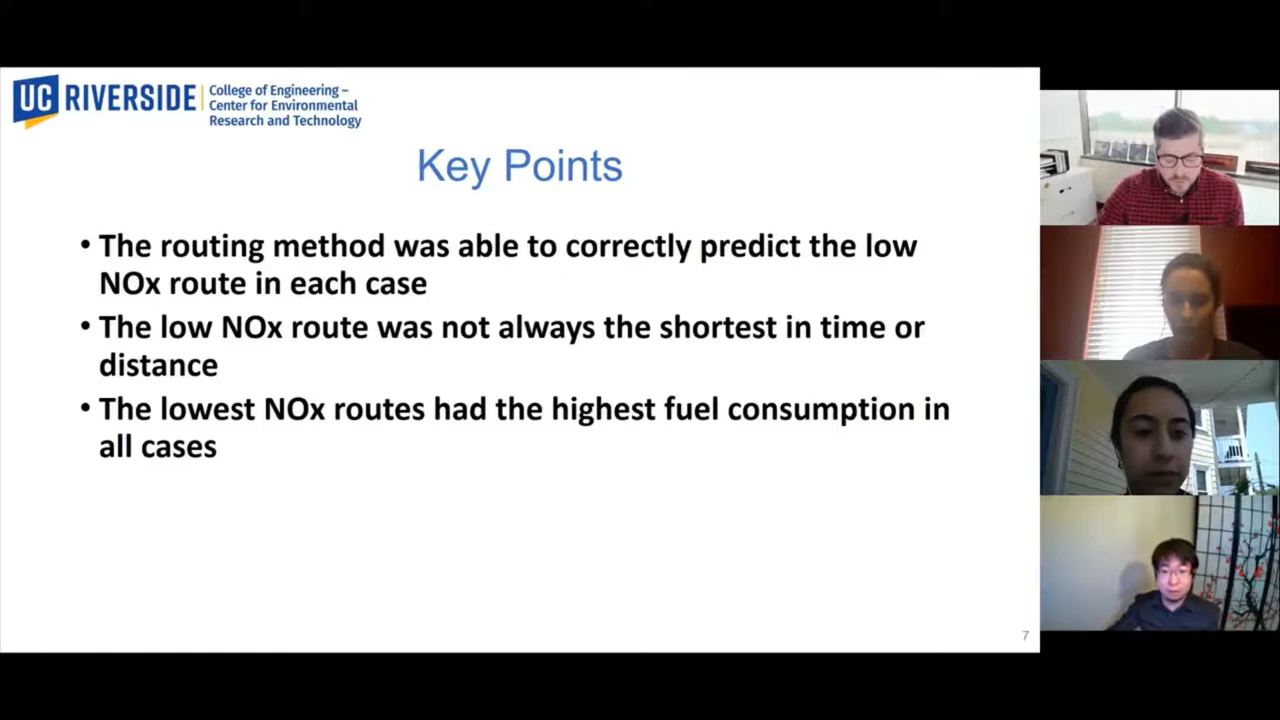 UC RIVERSIDE
College of Engineering –
Center for Environmental
Research and Technology
Key Points
• The routing method was able to correctly predict the low
NOx route in each case
• The low NOx route was not always the shortest in time or
distance
• The lowest NOx routes had the highest fuel consumption in
all cases
7